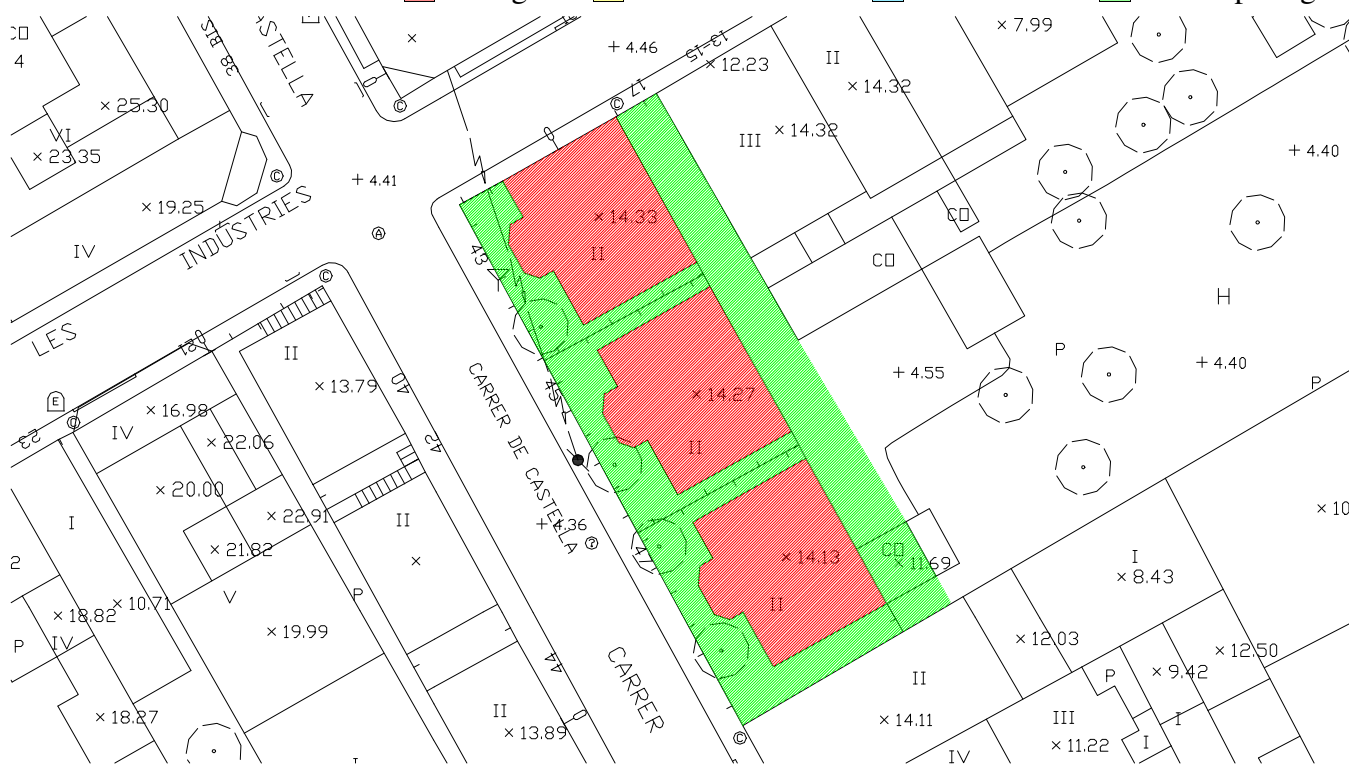 38 BIS
× 25.30
VI
× 23.35
× 19.25
IV
LES
INDÚSTRIES
4
+ 4.46
+ 4.41
A
C
13-15
17
× 12.23
II
× 14.32
III
× 14.32
× 7.99
+ 4.40
× 14.33
II
43
× 14.27
II
45
× 14.13
II
47
CARRER DE CASTELLA
CARRER
+ 4.36
+ 4.55
H
P
+ 4.40
P
× 11.69
21
23
E
II
× 13.79
40
42
44
× 16.98
IV
× 22.06
× 20.00
× 22.91
× 21.82
II
I
V
P
× 19.99
× 10.71
× 18.82
P
IV
× 18.27
II
× 13.89
I
× 8.43
× 12.03
II
× 14.11
P
× 9.42
I
× 12.50
III
× 11.22
I
IV